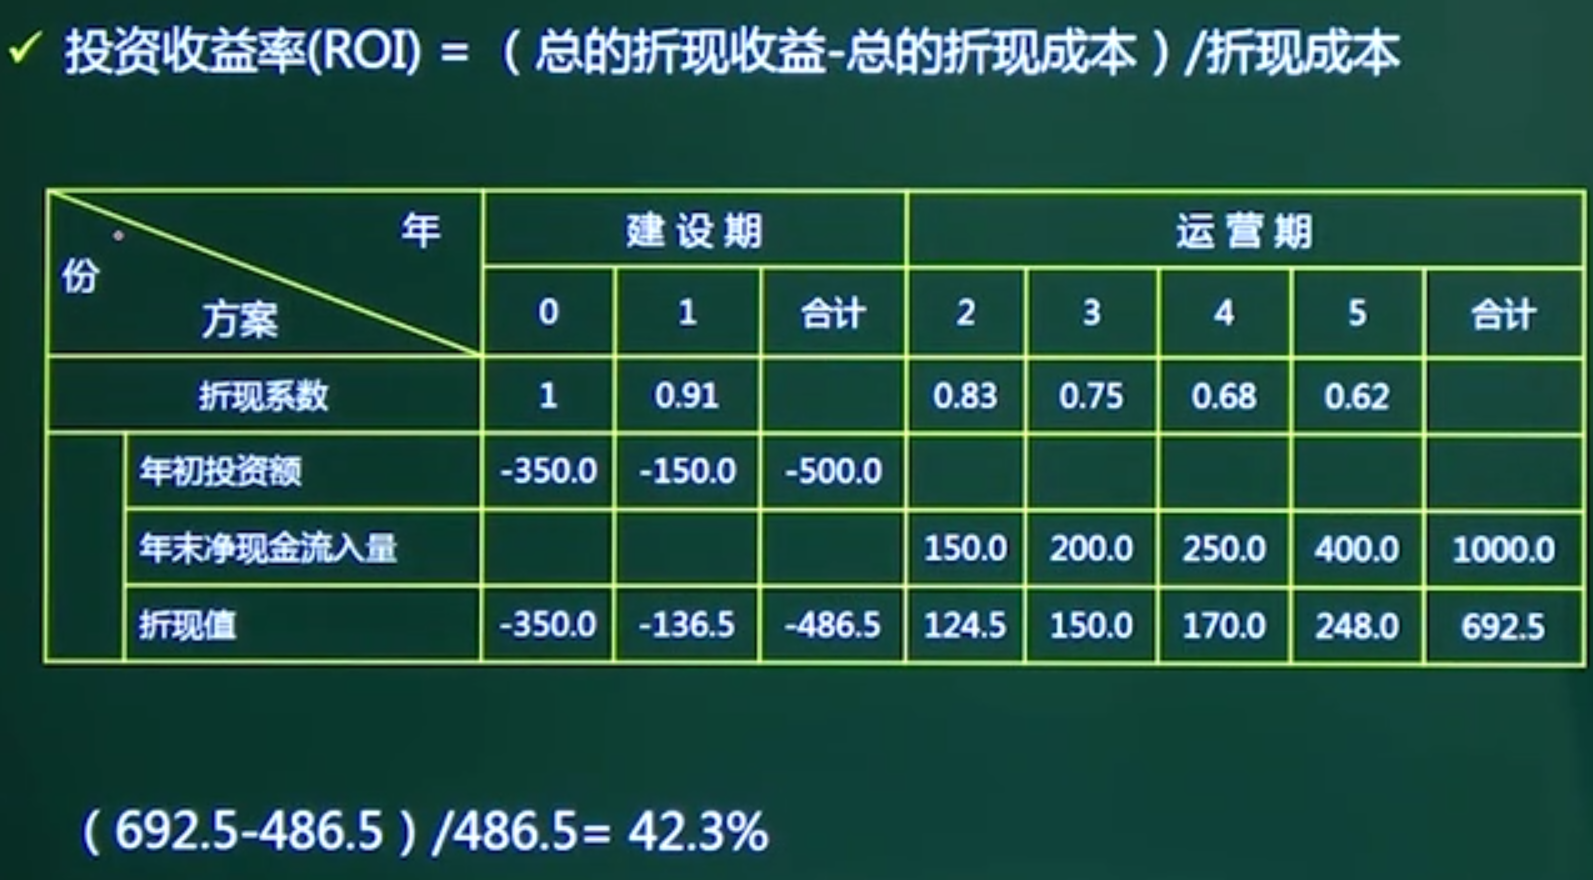 ✓ 投资收益率(ROI) = （总的折现收益-总的折现成本）/折现成本
年 建设期 运营期
份
方案 0 1 合计 2 3 4 5 合计
折现系数 1 0.91 0.83 0.75 0.68 0.62
年初投资额 -350.0 -150.0 -500.0
年末净现金流入量 150.0 200.0 250.0 400.0 1000.0
折现值 -350.0 -136.5 -486.5 124.5 150.0 170.0 248.0 692.5
（692.5-486.5）/486.5= 42.3%